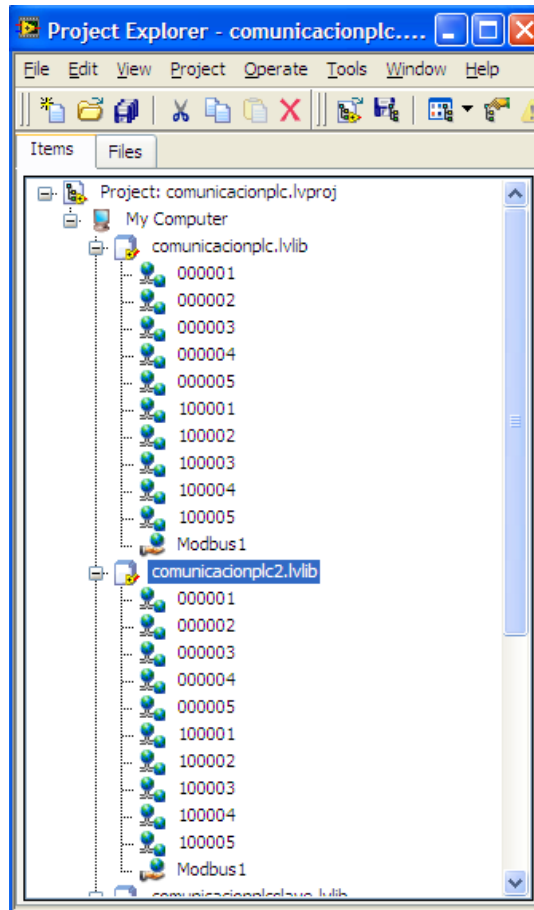 Project Explorer - comunicacionplc....
File Edit View Project Operate Tools Window Help
Items Files
Project: comunicacionplc.lvproj
My Computer
comunicacionplc.lvlib
000001
000002
000003
000004
000005
100001
100002
100003
100004
100005
Modbus1
comunicacionplc2.lvlib
000001
000002
000003
000004
000005
100001
100002
100003
100004
100005
Modbus1
comunicacionplcslave.lvlib